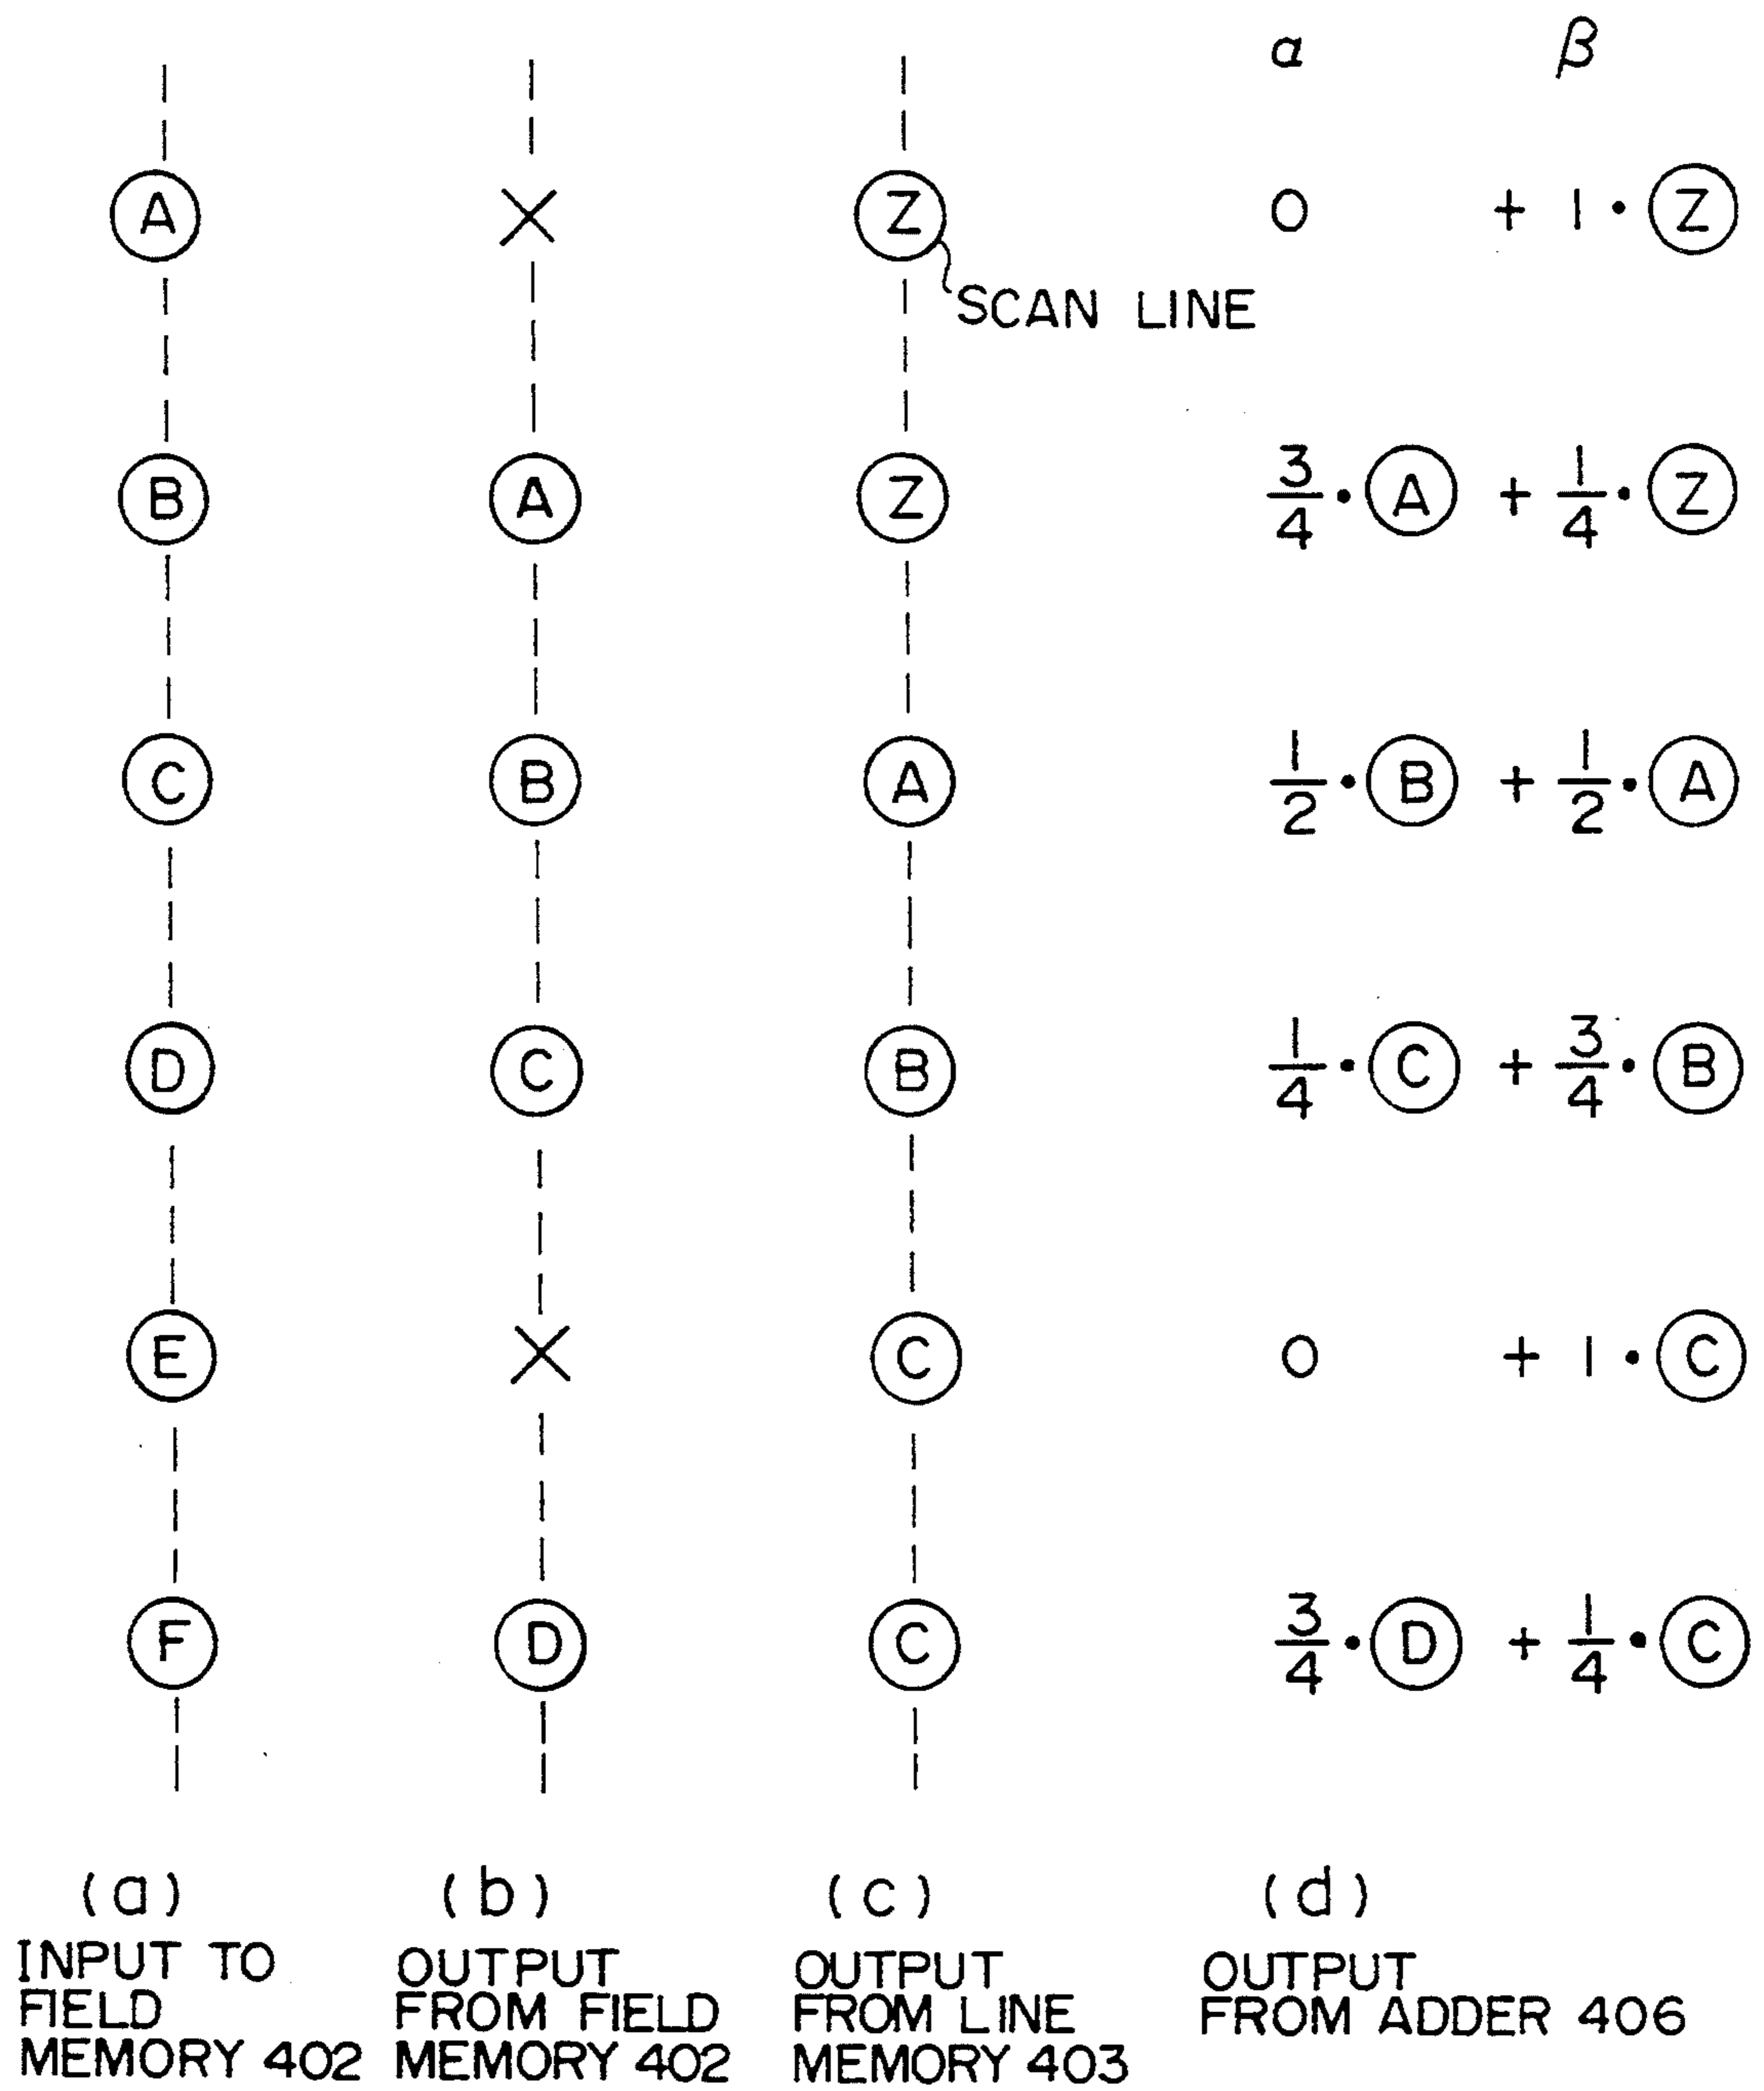 α β
A × Z 0 + 1 • Z
SCAN LINE
B A Z 3/4 • A + 1/4 • Z
C B A 1/2 • B + 1/2 • A
D C B 1/4 • C + 3/4 • B
E × C 0 + 1 • C
F D C 3/4 • D + 1/4 • C
(a) (b) (c) (d)
INPUT TO
FIELD
MEMORY 402
OUTPUT
FROM FIELD
MEMORY 402
OUTPUT
FROM LINE
MEMORY 403
OUTPUT
FROM ADDER 406